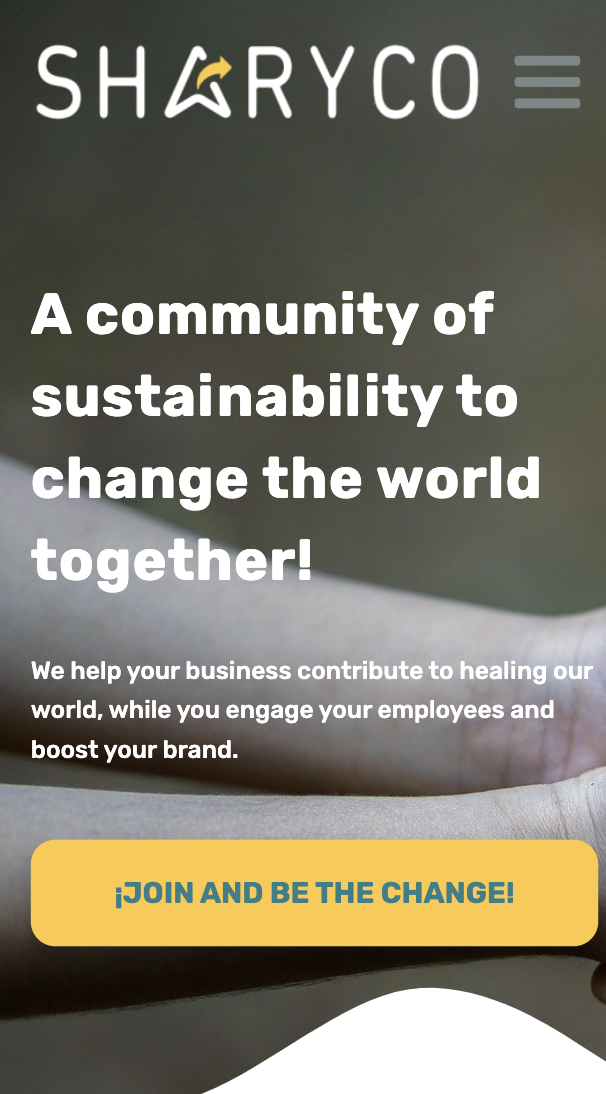 SHARYCO
A community of
sustainability to
change the world
together!
We help your business contribute to healing our
world, while you engage your employees and
boost your brand.
¡JOIN AND BE THE CHANGE!